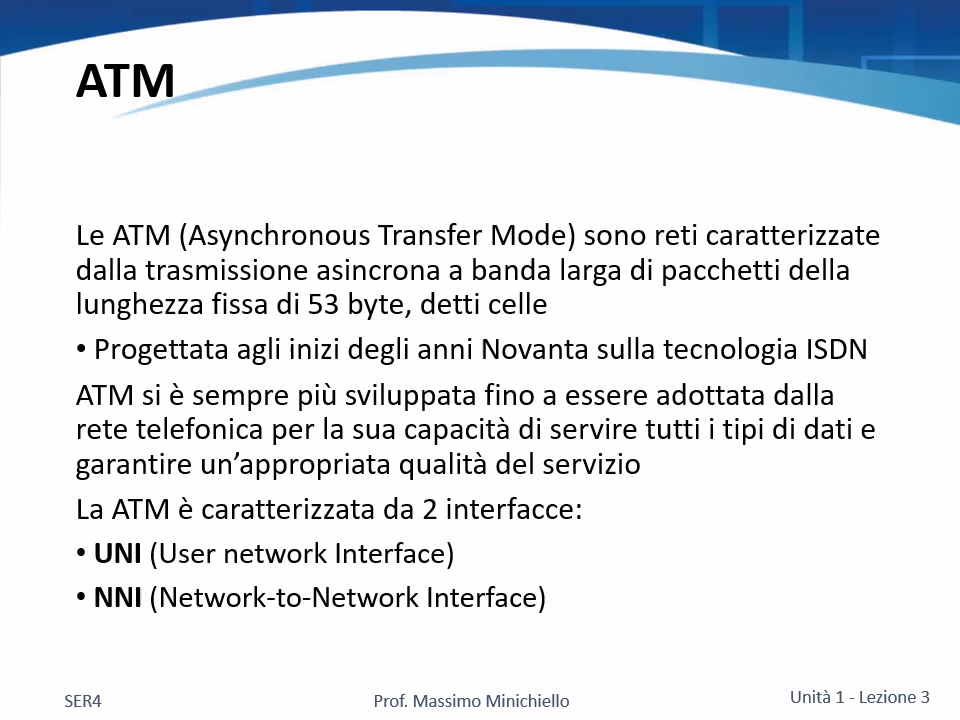 ATM
Le ATM (Asynchronous Transfer Mode) sono reti caratterizzate
dalla trasmissione asincrona a banda larga di pacchetti della
lunghezza fissa di 53 byte, detti celle
• Progettata agli inizi degli anni Novanta sulla tecnologia ISDN
ATM si è sempre più sviluppata fino a essere adottata dalla
rete telefonica per la sua capacità di servire tutti i tipi di dati e
garantire un’appropriata qualità del servizio
La ATM è caratterizzata da 2 interfacce:
• UNI (User network Interface)
• NNI (Network-to-Network Interface)
SER4
Prof. Massimo Minichiello
Unità 1 - Lezione 3